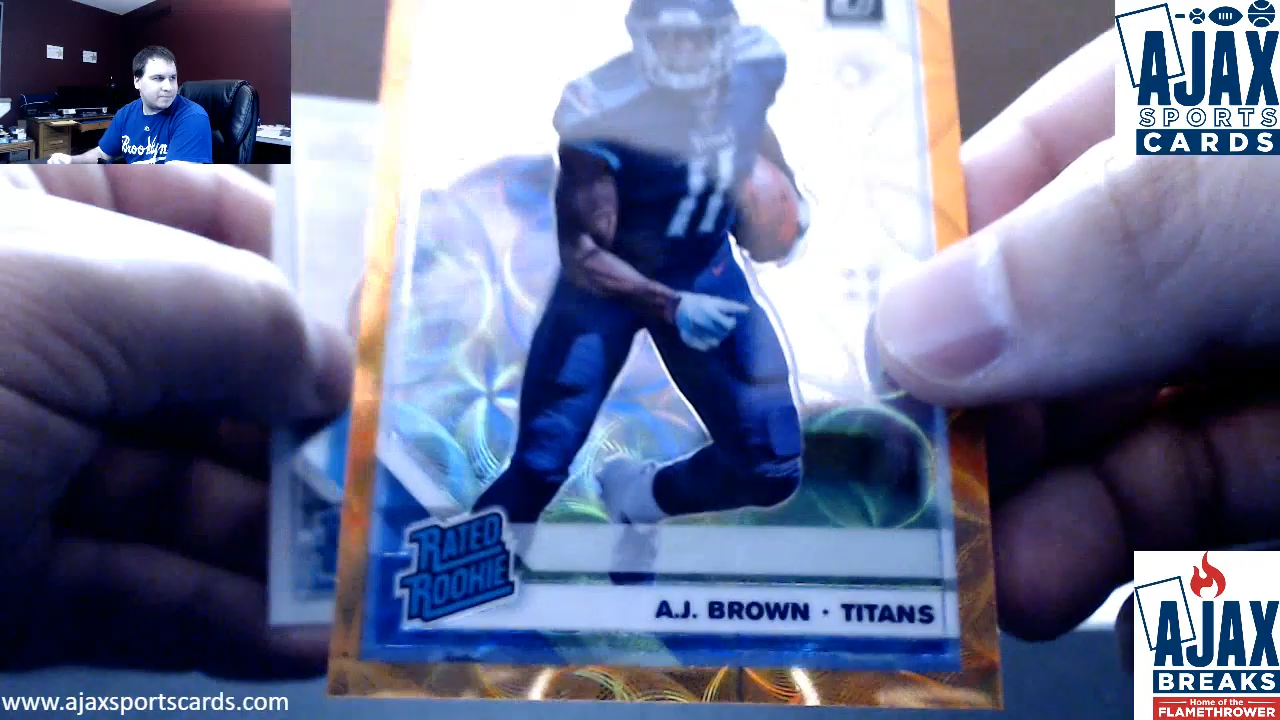 Brooklyn
AJAX
SPORTS
CARDS
11
RATED
ROOKIE
A.J. BROWN · TITANS
AJAX
BREAKS
Home of the
FLAMETHROWER
www.ajaxsportscards.com